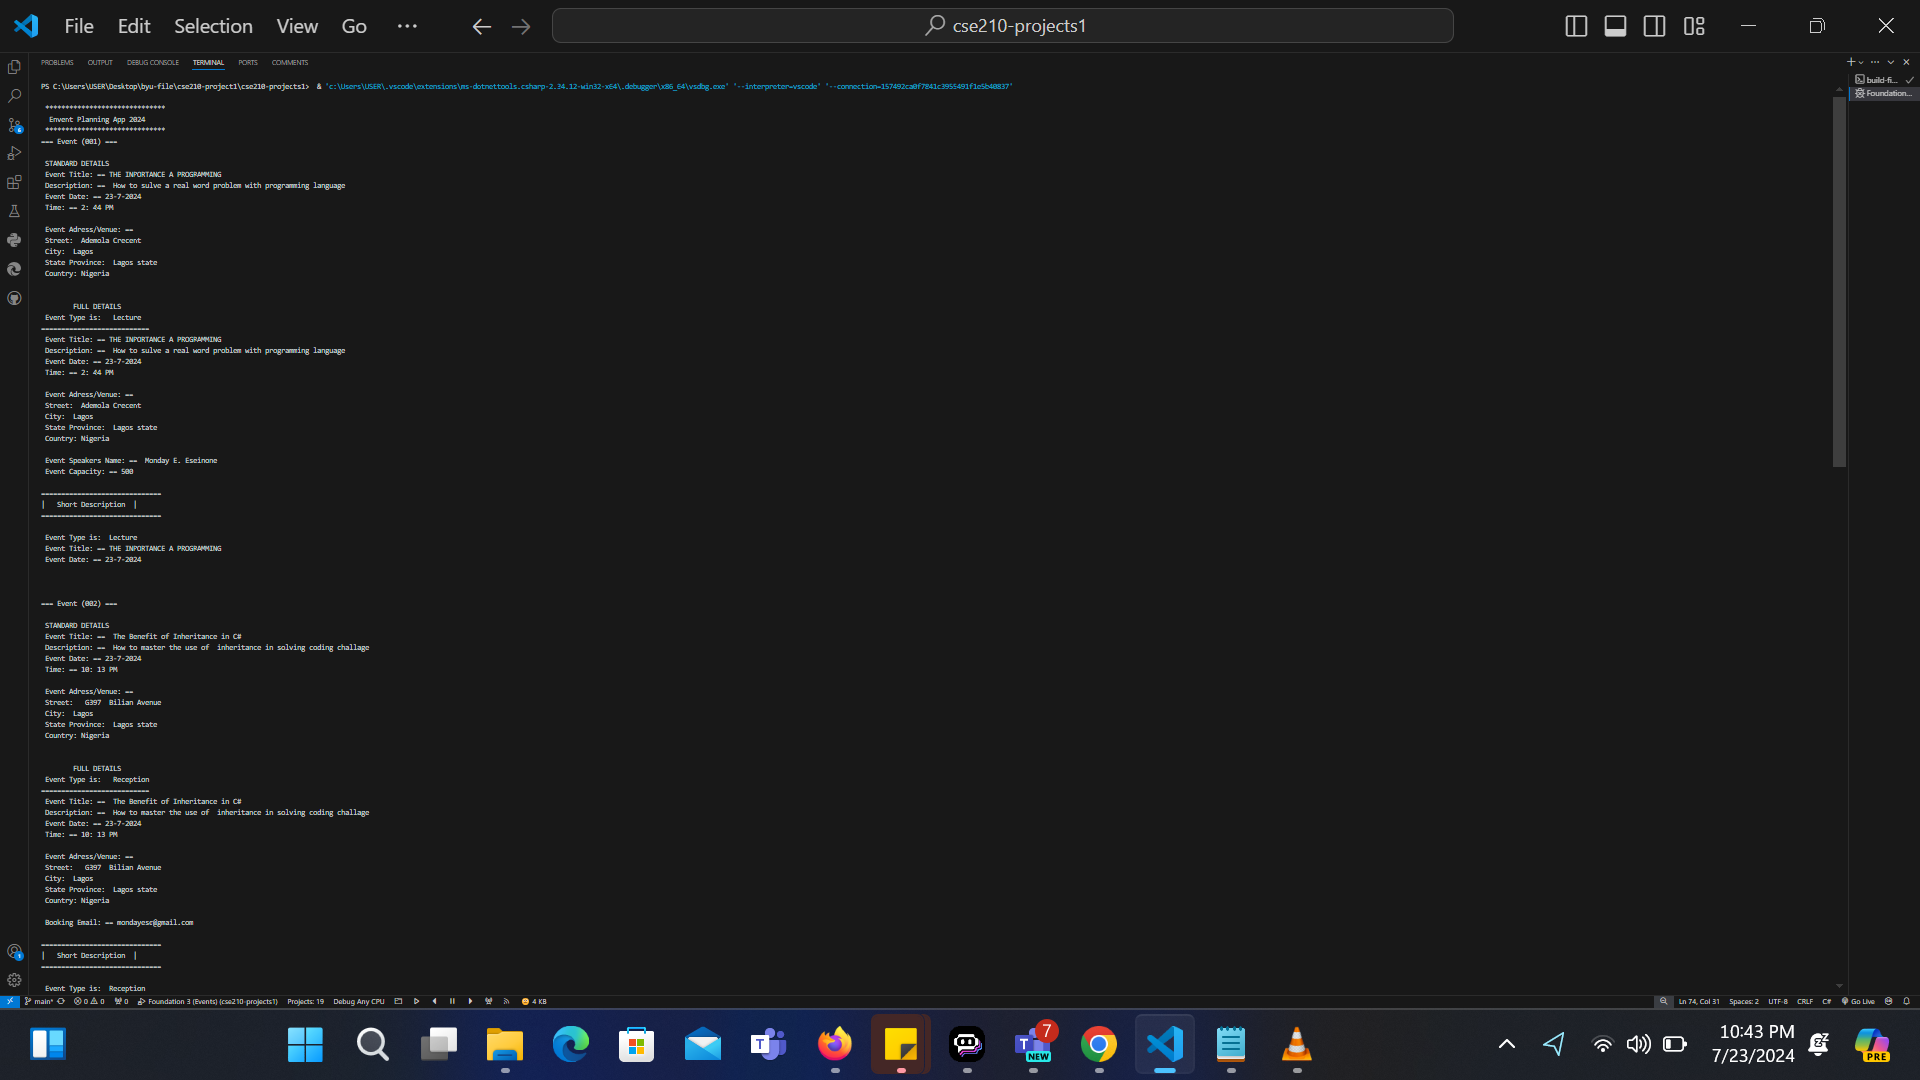 File Edit Selection View Go ··· cse210-projects1
PROBLEMS OUTPUT DEBUG CONSOLE TERMINAL PORTS COMMENTS
PS C:\Users\USER\Desktop\byu-file\cse210-project1\cse210-projects1> & 'c:\Users\USER\.vscode\extensions\ms-dotnettools.csharp-2.34.12-win32-x64\.debugger\x86_64\vsdbg.exe' '--interpreter=vscode' '--connection=157492ca0f7841c3955491f1e5b40837'
build-fi...
Foundation...
******************************
Envent Planning App 2024
******************************
=== Event (001) ===
STANDARD DETAILS
Event Title: == THE INPORTANCE A PROGRAMMING
Description: == How to sulve a real word problem with programming language
Event Date: == 23-7-2024
Time: == 2: 44 PM
Event Adress/Venue: ==
Street: Ademola Crecent
City: Lagos
State Province: Lagos state
Country: Nigeria
FULL DETAILS
Event Type is: Lecture
===========================
Event Title: == THE INPORTANCE A PROGRAMMING
Description: == How to sulve a real word problem with programming language
Event Date: == 23-7-2024
Time: == 2: 44 PM
Event Adress/Venue: ==
Street: Ademola Crecent
City: Lagos
State Province: Lagos state
Country: Nigeria
Event Speakers Name: == Monday E. Eseinone
Event Capacity: == 500
==============================
| Short Description |
==============================
Event Type is: Lecture
Event Title: == THE INPORTANCE A PROGRAMMING
Event Date: == 23-7-2024
=== Event (002) ===
STANDARD DETAILS
Event Title: == The Benefit of Inheritance in C#
Description: == How to master the use of inheritance in solving coding challage
Event Date: == 23-7-2024
Time: == 10: 13 PM
Event Adress/Venue: ==
Street: G397 Bilian Avenue
City: Lagos
State Province: Lagos state
Country: Nigeria
FULL DETAILS
Event Type is: Reception
===========================
Event Title: == The Benefit of Inheritance in C#
Description: == How to master the use of inheritance in solving coding challage
Event Date: == 23-7-2024
Time: == 10: 13 PM
Event Adress/Venue: ==
Street: G397 Bilian Avenue
City: Lagos
State Province: Lagos state
Country: Nigeria
Booking Email: == mondayese@gmail.com
==============================
| Short Description |
==============================
Event Type is: Reception
main* 0 0 0 Foundation 3 (Events) (cse210-projects1) Projects: 19 Debug Any CPU 4 KB Ln 74, Col 31 Spaces: 2 UTF-8 CRLF C# Go Live
7
NEW
10:43 PM
7/23/2024
PRE